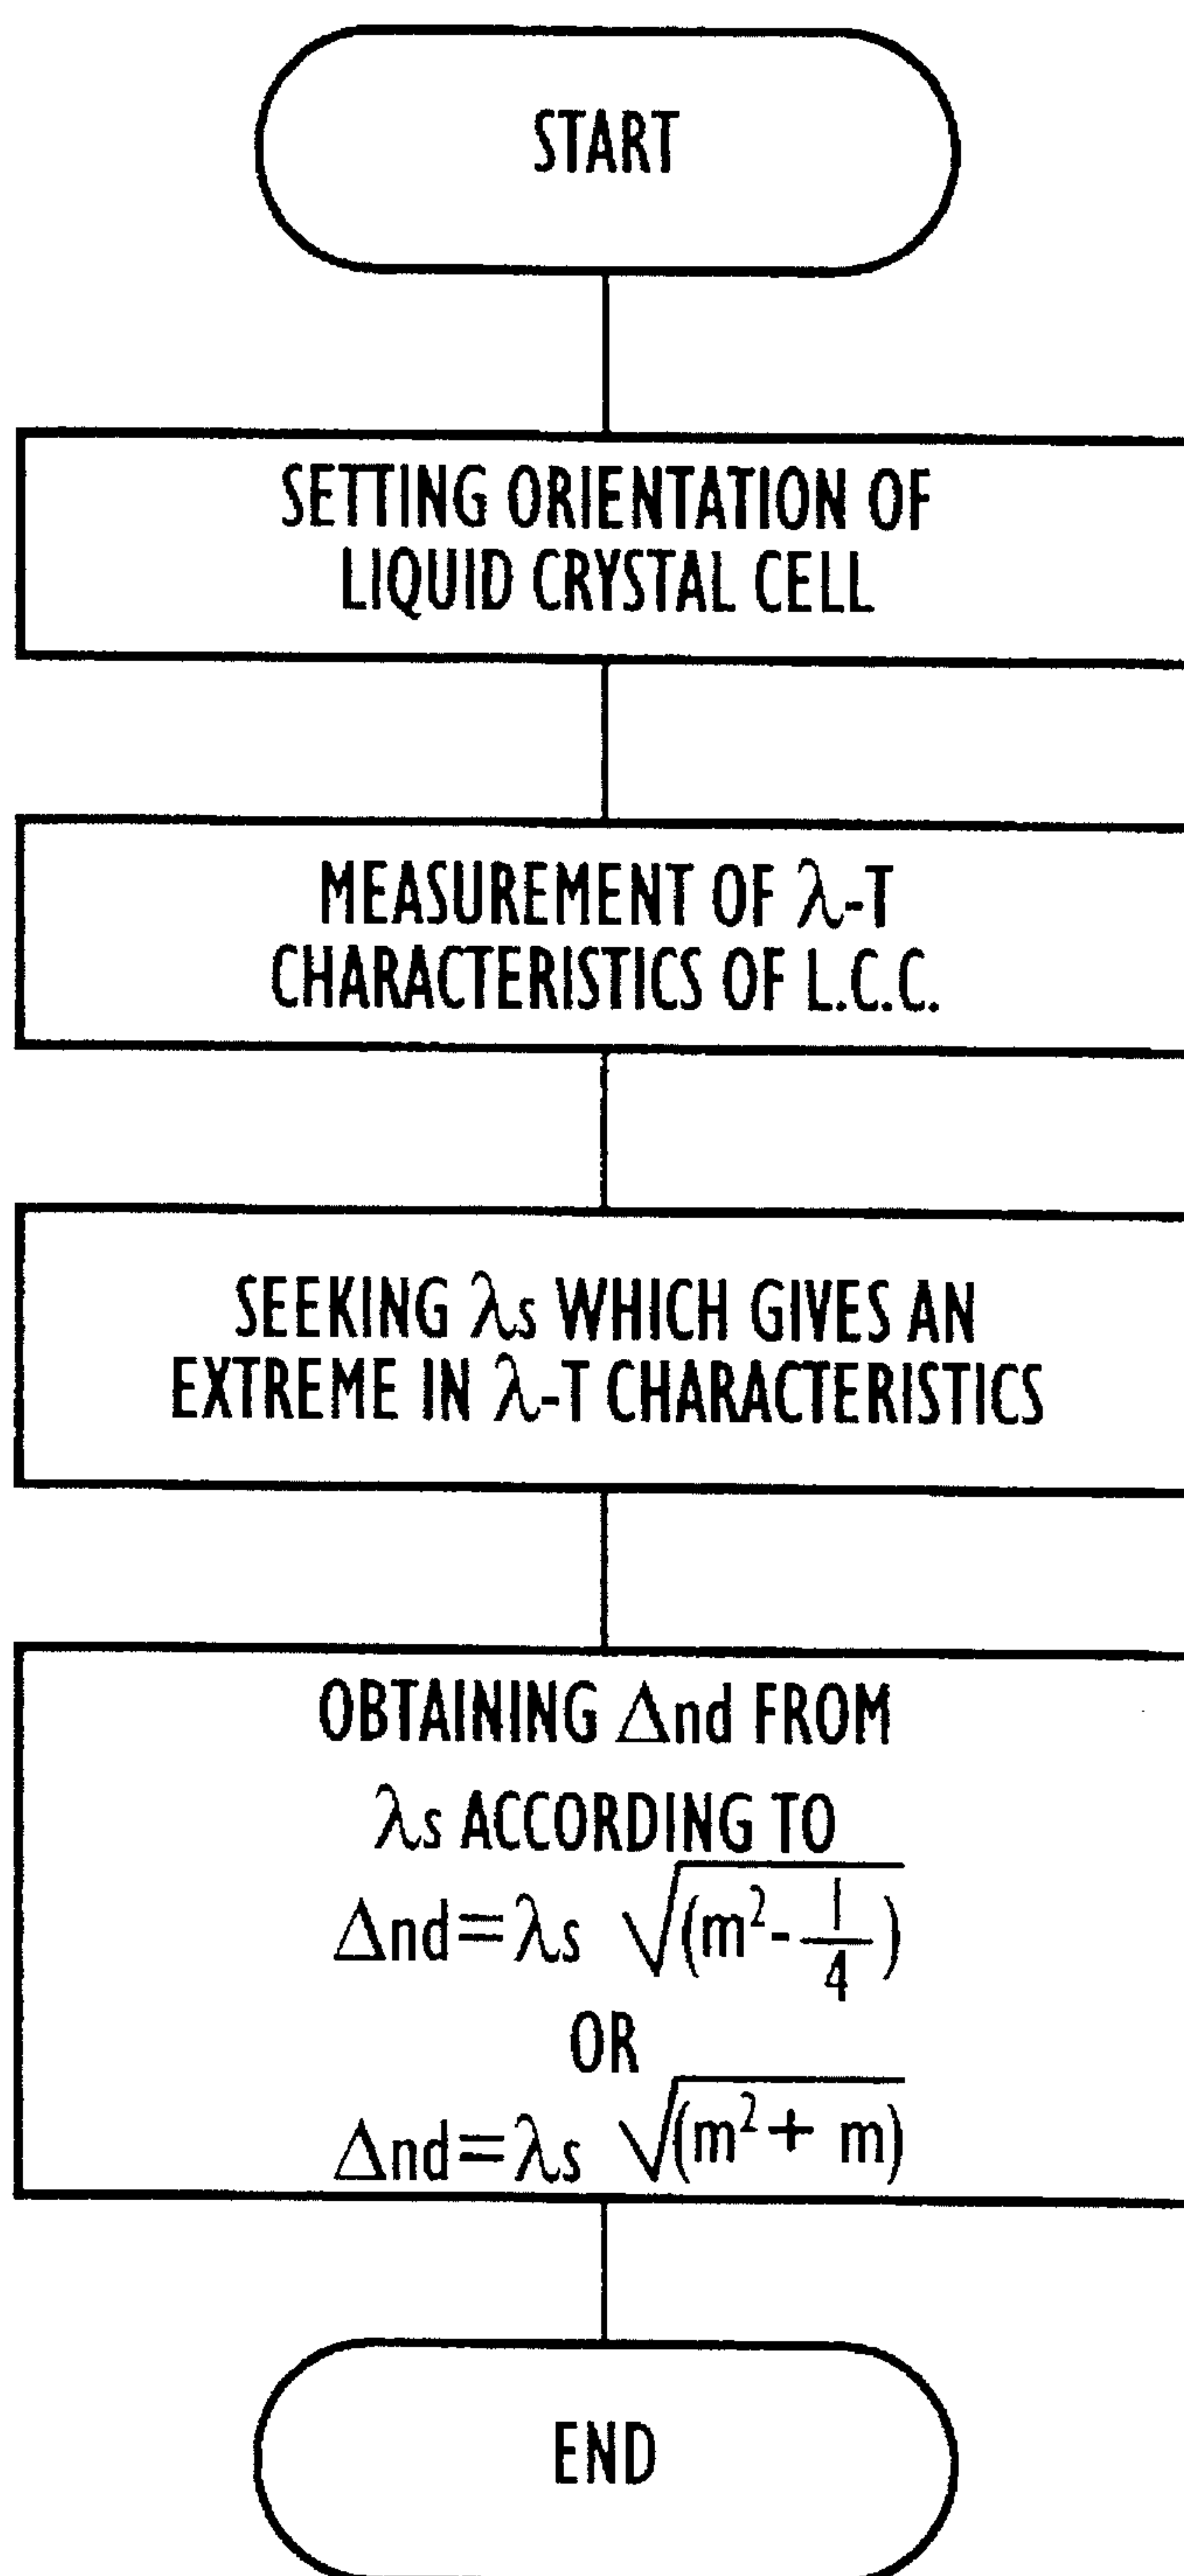 START
SETTING ORIENTATION OF
LIQUID CRYSTAL CELL
MEASUREMENT OF λ-T
CHARACTERISTICS OF L.C.C.
SEEKING λs WHICH GIVES AN
EXTREME IN λ-T CHARACTERISTICS
OBTAINING Δnd FROM
λs ACCORDING TO
Δnd=λs √(m²-1/4)
OR
Δnd=λs √(m²+ m)
END